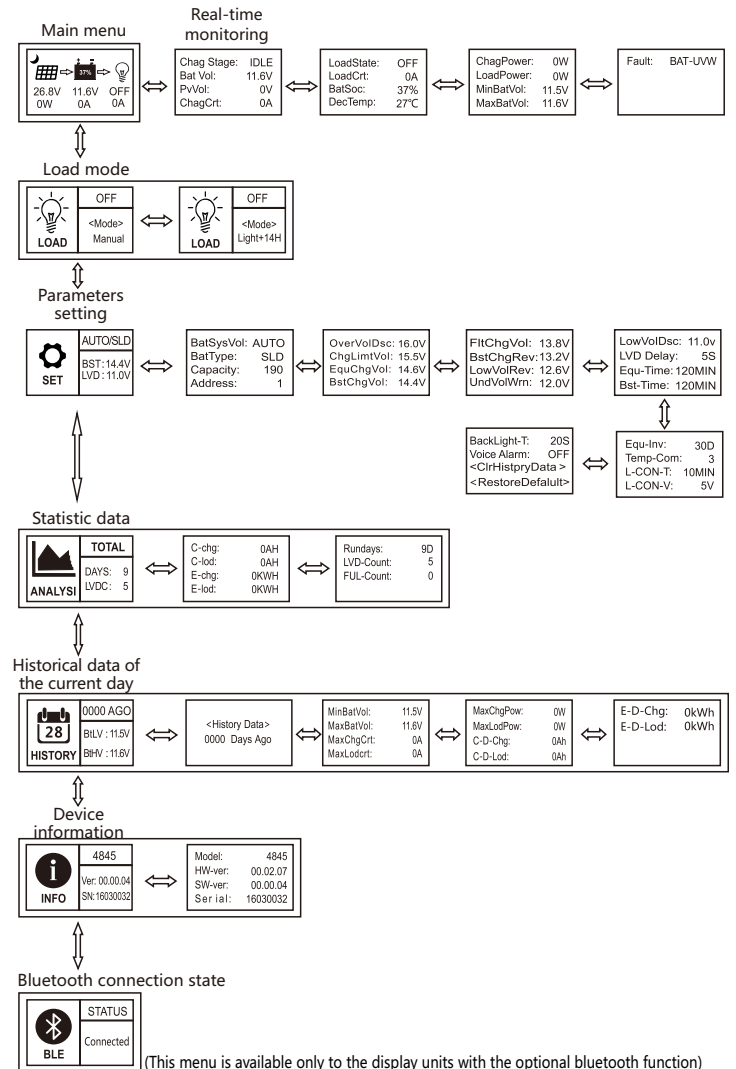 Main menu
Real-time
monitoring
37%
26.8V 11.6V OFF
0W 0A 0A
Chag Stage: IDLE
Bat Vol: 11.6V
PvVol: 0V
ChagCrt: 0A
LoadState: OFF
LoadCrt: 0A
BatSoc: 37%
DecTemp: 27℃
ChagPower: 0W
LoadPower: 0W
MinBatVol: 11.5V
MaxBatVol: 11.6V
Fault: BAT-UVW
Load mode
LOAD
OFF
<Mode>
Manual
LOAD
OFF
<Mode>
Light+14H
Parameters
setting
SET
AUTO/SLD
BST:14.4V
LVD:11.0V
BatSysVol: AUTO
BatType: SLD
Capacity: 190
Address: 1
OverVolDsc: 16.0V
ChgLimtVol: 15.5V
EquChgVol: 14.6V
BstChgVol: 14.4V
FltChgVol: 13.8V
BstChgRev: 13.2V
LowVolRev: 12.6V
UndVolWrn: 12.0V
LowVolDsc: 11.0v
LVD Delay: 5S
Equ-Time: 120MIN
Bst-Time: 120MIN
BackLight-T: 20S
Voice Alarm: OFF
<ClrHistpryData >
<RestoreDefalult>
Equ-Inv: 30D
Temp-Com: 3
L-CON-T: 10MIN
L-CON-V: 5V
Statistic data
ANALYSI
TOTAL
DAYS: 9
LVDC: 5
C-chg: 0AH
C-lod: 0AH
E-chg: 0KWH
E-lod: 0KWH
Rundays: 9D
LVD-Count: 5
FUL-Count: 0
Historical data of
the current day
28
HISTORY
0000 AGO
BtLV : 11.5V
BtHV : 11.6V
<History Data>
0000 Days Ago
MinBatVol: 11.5V
MaxBatVol: 11.6V
MaxChgCrt: 0A
MaxLodcrt: 0A
MaxChgPow: 0W
MaxLodPow: 0W
C-D-Chg: 0Ah
C-D-Lod: 0Ah
E-D-Chg: 0kWh
E-D-Lod: 0kWh
Device
information
i
INFO
4845
Ver: 00.00.04
SN:16030032
Model: 4845
HW-ver: 00.02.07
SW-ver: 00.00.04
Serial: 16030032
Bluetooth connection state
BLE
STATUS
Connected
(This menu is available only to the display units with the optional bluetooth function)